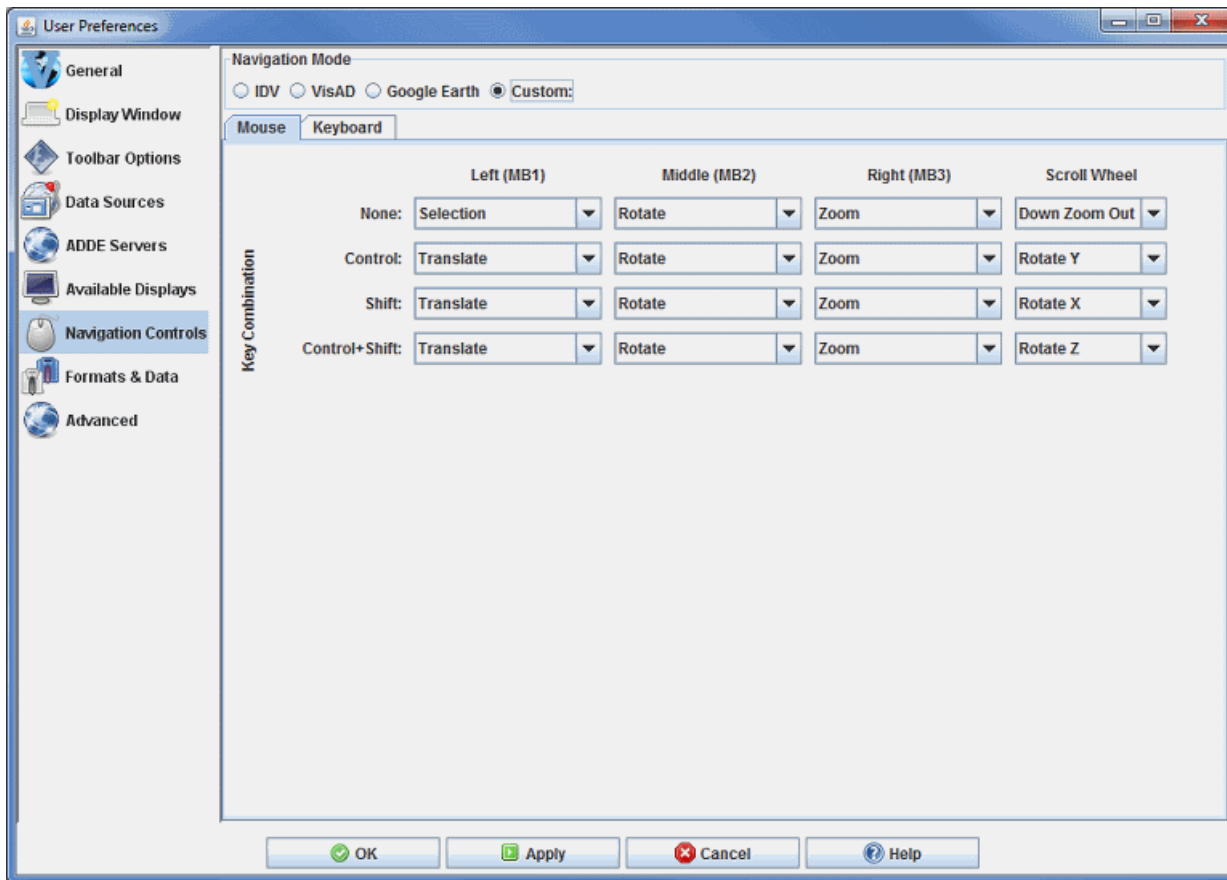 User Preferences
General
Display Window
Toolbar Options
Data Sources
ADDE Servers
Available Displays
Navigation Controls
Formats & Data
Advanced
Navigation Mode
IDV VisAD Google Earth Custom:
Mouse Keyboard
Left (MB1) Middle (MB2) Right (MB3) Scroll Wheel
Key Combination
None: Selection Rotate Zoom Down Zoom Out
Control: Translate Rotate Zoom Rotate Y
Shift: Translate Rotate Zoom Rotate X
Control+Shift: Translate Rotate Zoom Rotate Z
OK Apply Cancel Help